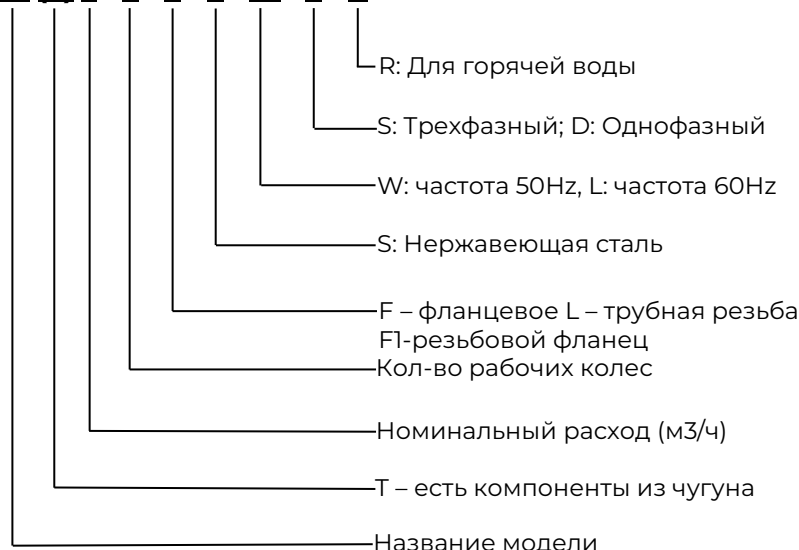 R: Для горячей воды
S: Трехфазный; D: Однофазный
W: частота 50Hz, L: частота 60Hz
S: Нержавеющая сталь
F – фланцевое L – трубная резьба
F1-резьбовой фланец
Кол-во рабочих колес
Номинальный расход (м3/ч)
T – есть компоненты из чугуна
Название модели